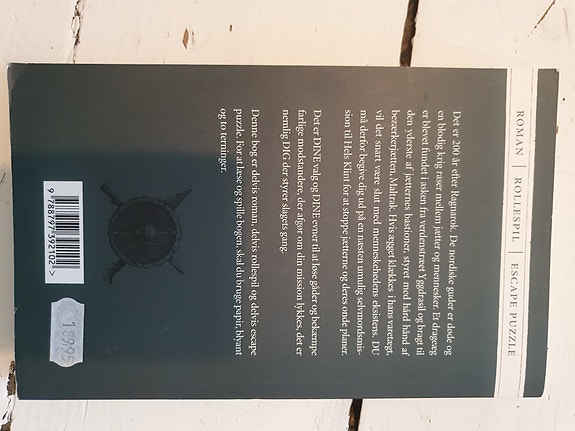 ROMAN | ROLLESPIL | ESCAPE PUZZLE
Det er 200 år efter Ragnarok. De nordiske guder er døde og
en blodig krig raser mellem jætter og mennesker. Et drageæg
er blevet fundet i asken fra verdenstræet Yggdrasil og bragt til
den yderste af jætternes bastioner, styret med hård hånd af
bezærkerjætten, Maltrak. Hvis ægget klækkes i hans varetægt,
vil det snart være slut med menneskehedens eksistens. DU
må derfor begive dig ud på en næsten umulig selvmordsmis-
sion til Hels Klint for at stoppe jætterne og deres onde planer.
Det er DINE valg og DINE evner til at løse gåder og bekæmpe
farlige modstandere, der afgør om din mission lykkes, det er
nemlig DIG der styrer slagets gang.
Denne bog er delvis roman, delvis rollespil og delvis escape
puzzle. For at læse og spille bogen, skal du bruge papir, blyant
og to terninger.
9 788797 392102 >
189,95